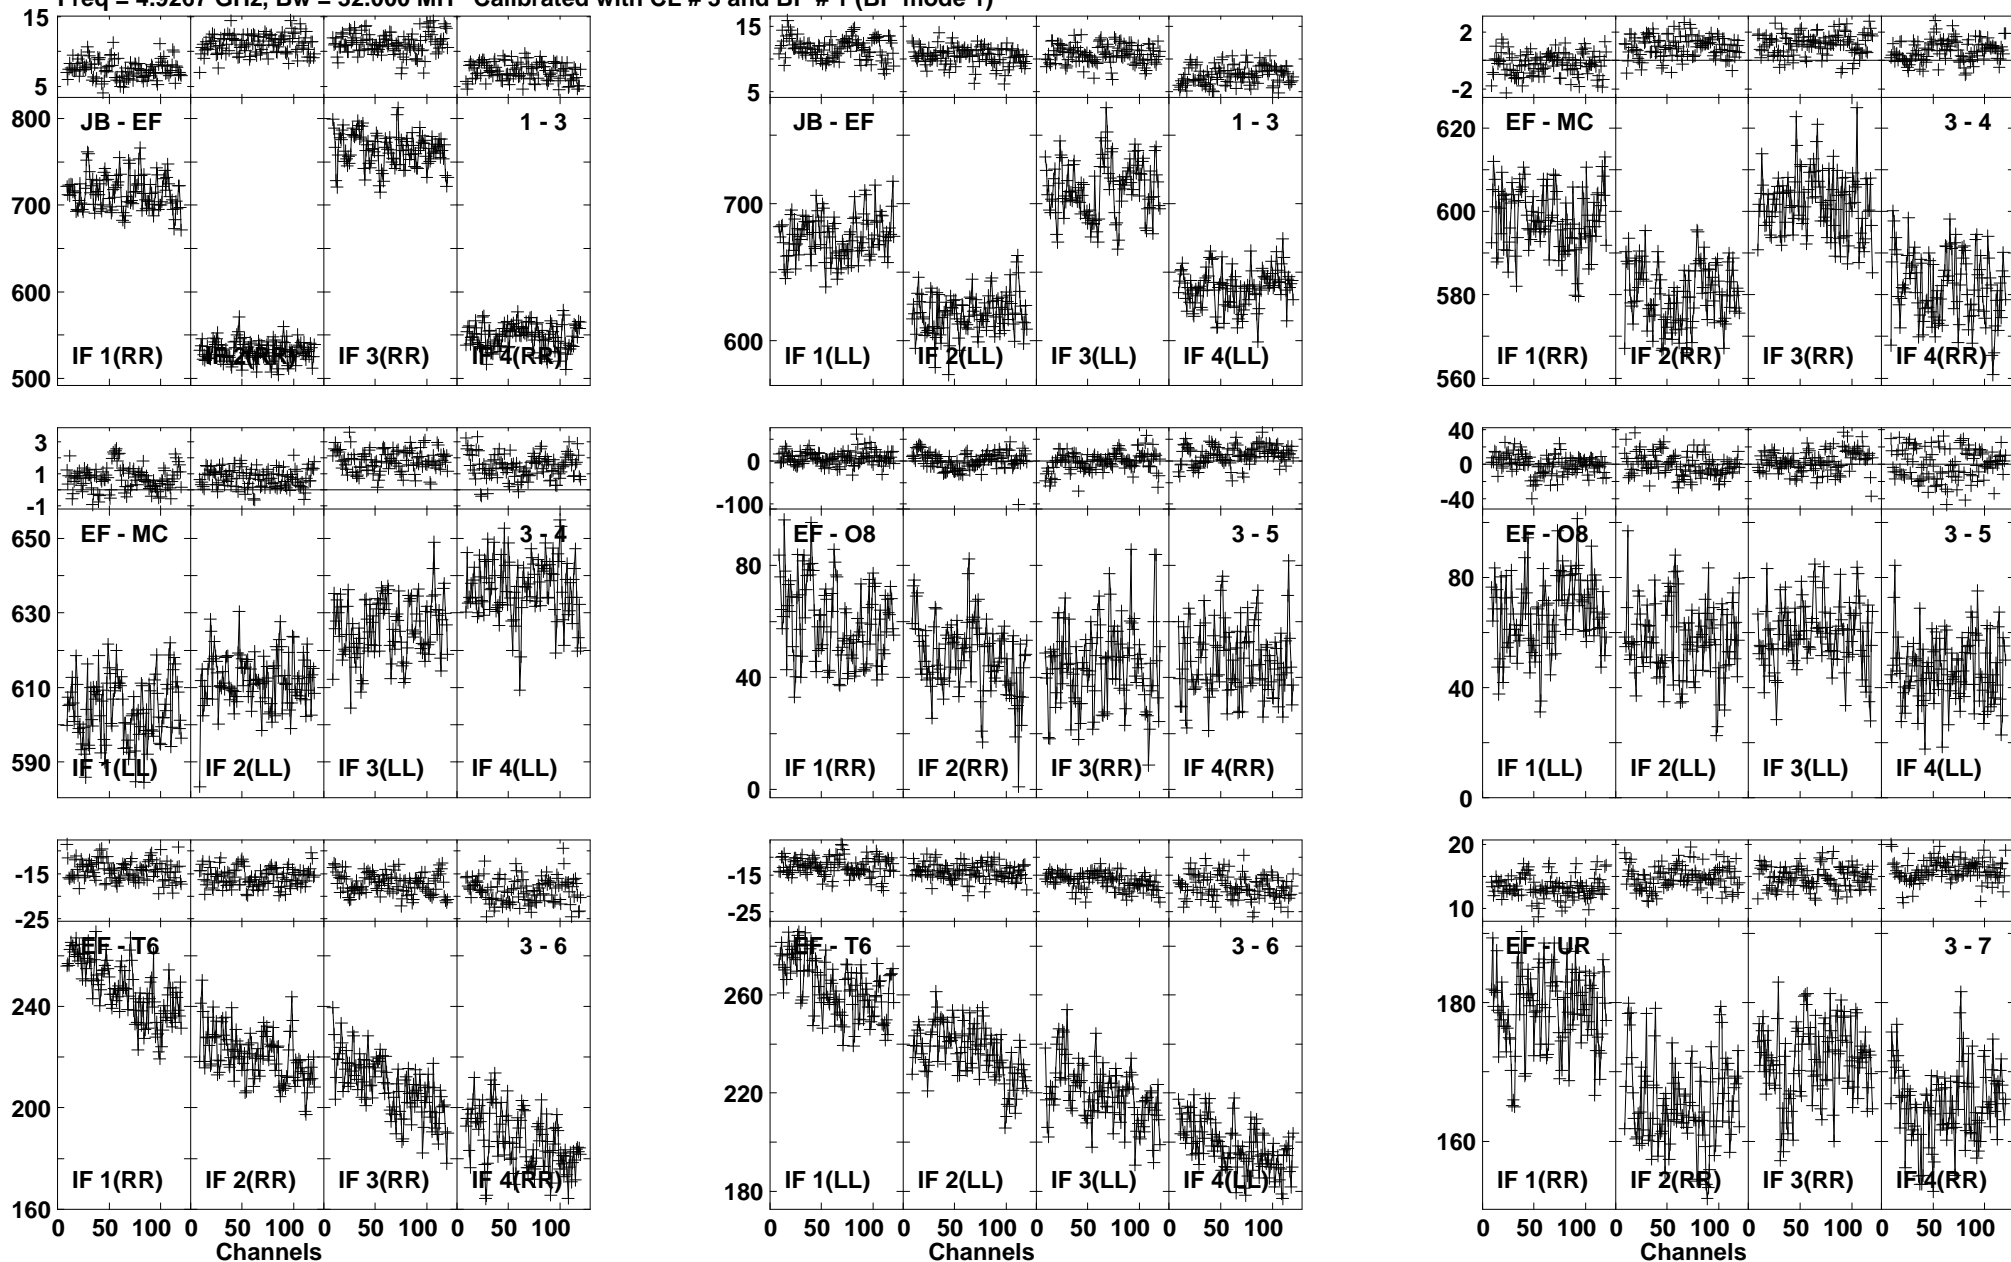 Freq = 4.9267 GHz, Bw = 32.000 MH Calibrated with CL # 3 and BP # 1 (BP mode 1)
15
5
800
700
600
500
JB - EF
1 - 3
IF 1(RR)
IF 2(RR)
IF 3(RR)
IF 4(RR)
15
5
700
600
JB - EF
1 - 3
IF 1(LL)
IF 2(LL)
IF 3(LL)
IF 4(LL)
2
-2
620
600
580
560
EF - MC
3 - 4
IF 1(RR)
IF 2(RR)
IF 3(RR)
IF 4(RR)
3
1
-1
650
630
610
590
EF - MC
3 - 4
IF 1(LL)
IF 2(LL)
IF 3(LL)
IF 4(LL)
0
-100
80
40
0
EF - O8
3 - 5
IF 1(RR)
IF 2(RR)
IF 3(RR)
IF 4(RR)
40
0
-40
80
40
0
EF - O8
3 - 5
IF 1(LL)
IF 2(LL)
IF 3(LL)
IF 4(LL)
-15
-25
240
200
160
EF - T6
3 - 6
IF 1(RR)
IF 2(RR)
IF 3(RR)
IF 4(RR)
0 50 100 0 50 100 0 50 100 0 50 100
Channels
-15
-25
260
220
180
EF - T6
3 - 6
IF 1(LL)
IF 2(LL)
IF 3(LL)
IF 4(LL)
0 50 100 0 50 100 0 50 100 0 50 100
Channels
20
10
180
160
EF - UR
3 - 7
IF 1(RR)
IF 2(RR)
IF 3(RR)
IF 4(RR)
0 50 100 0 50 100 0 50 100 0 50 100
Channels